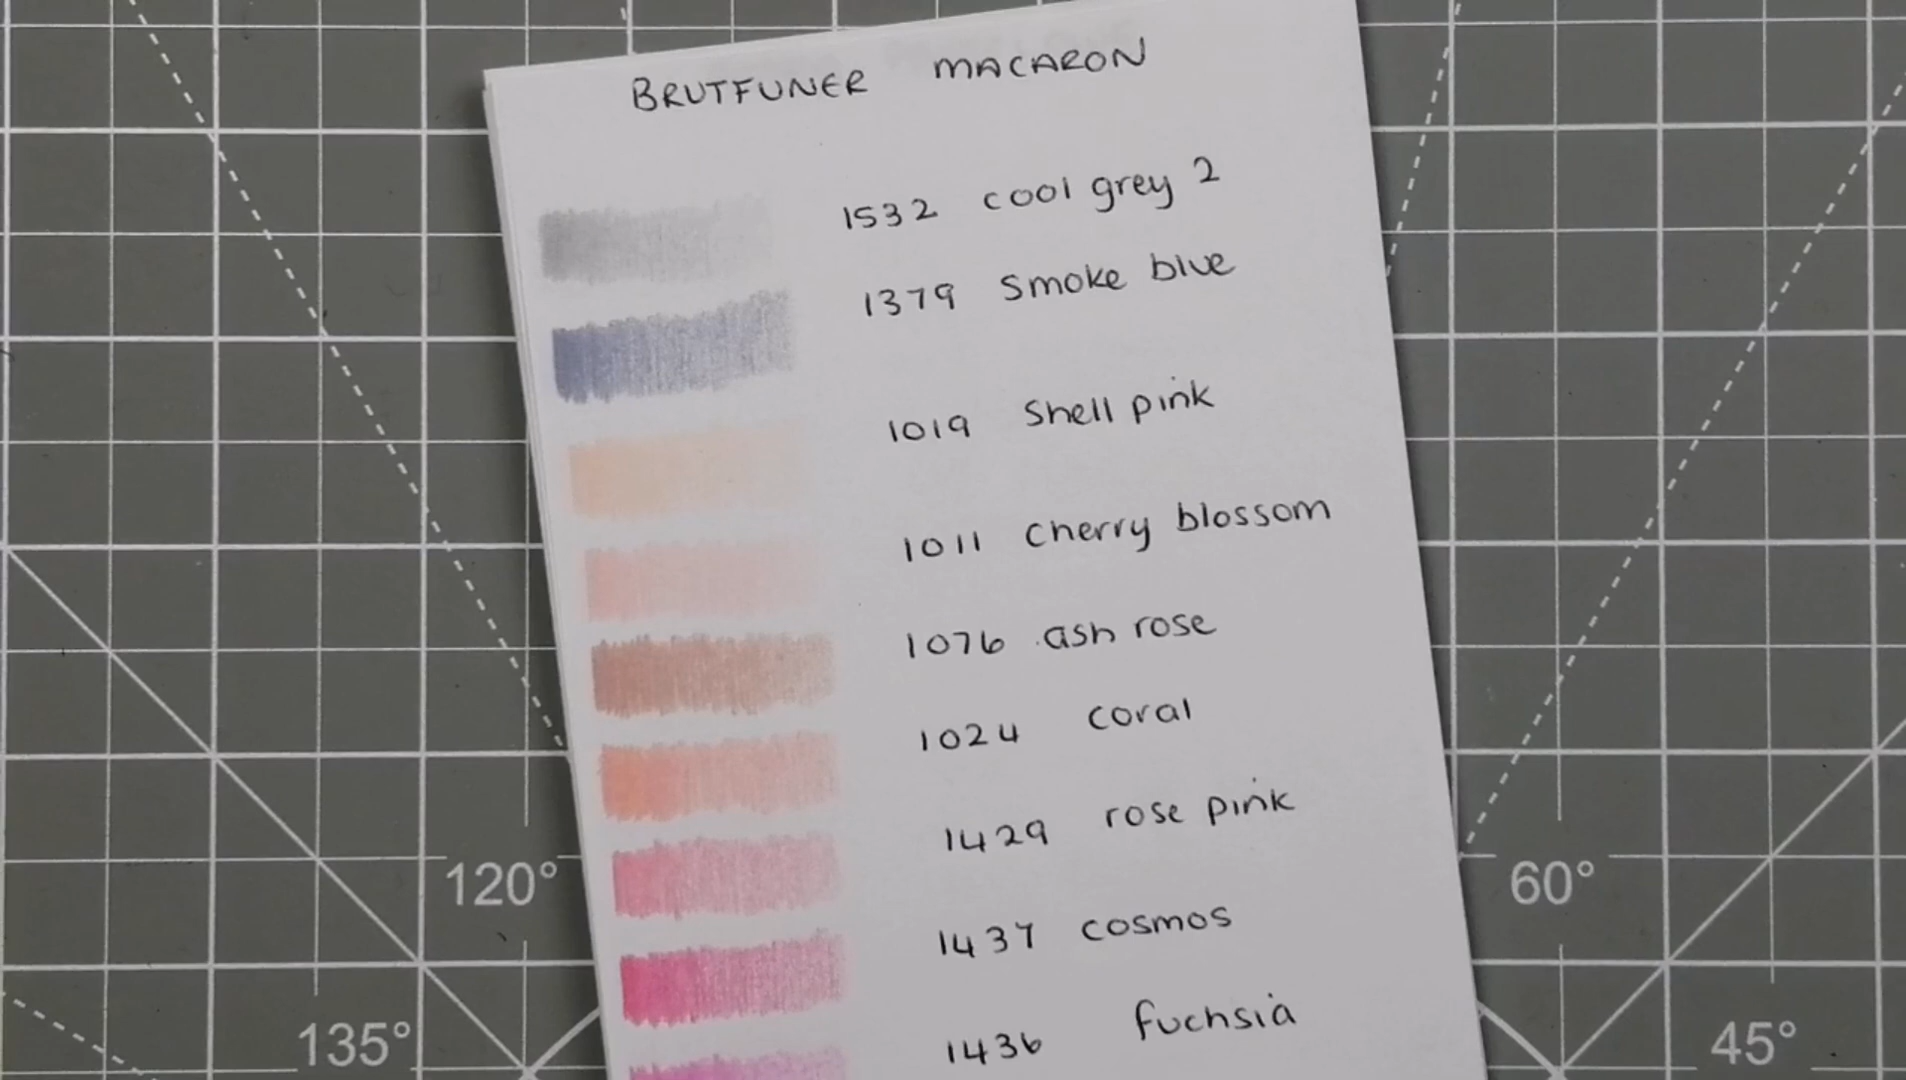 BRUTFUNER MACARON
1532 cool grey 2
1379 Smoke blue
1019 Shell pink
1011 Cherry blossom
1076 ash rose
1024 coral
1429 rose pink
1437 cosmos
1436 fuchsia
120°
60°
135°
45°